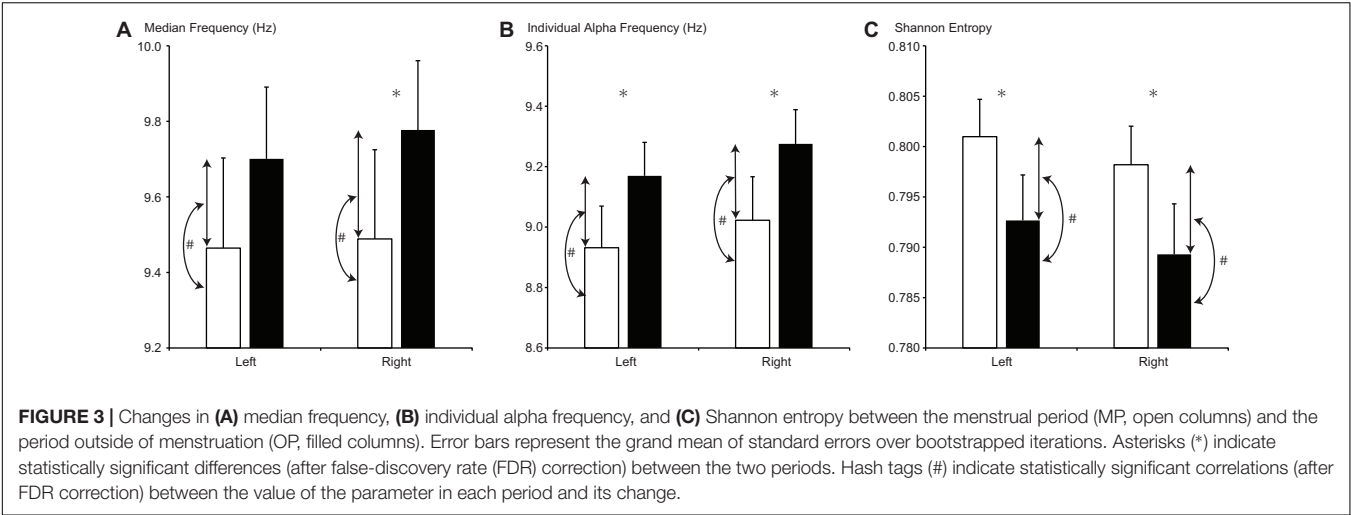 A Median Frequency (Hz)
10.0
9.8
9.6
9.4
9.2
#
#
*
Left Right
B Individual Alpha Frequency (Hz)
9.6
9.4
9.2
9.0
8.8
8.6
#
*
#
*
Left Right
C Shannon Entropy
0.810
0.805
0.800
0.795
0.790
0.785
0.780
*
#
*
#
Left Right
FIGURE 3 | Changes in (A) median frequency, (B) individual alpha frequency, and (C) Shannon entropy between the menstrual period (MP, open columns) and the
period outside of menstruation (OP, filled columns). Error bars represent the grand mean of standard errors over bootstrapped iterations. Asterisks (*) indicate
statistically significant differences (after false-discovery rate (FDR) correction) between the two periods. Hash tags (#) indicate statistically significant correlations (after
FDR correction) between the value of the parameter in each period and its change.